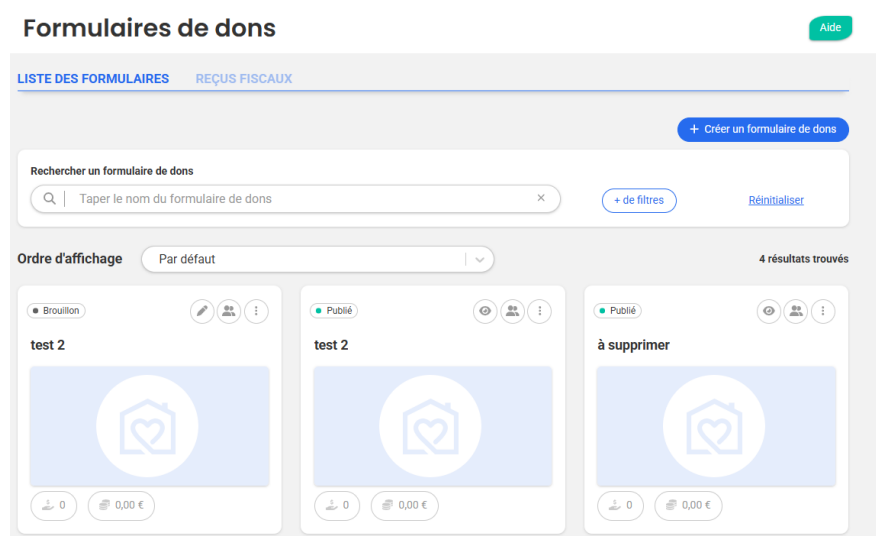 Formulaires de dons
Aide
LISTE DES FORMULAIRES REÇUS FISCAUX
+ Créer un formulaire de dons
Rechercher un formulaire de dons
Taper le nom du formulaire de dons
+ de filtres
Réinitialiser
Ordre d'affichage Par défaut
4 résultats trouvés
Brouillon
test 2
0 0,00 €
Publié
test 2
0 0,00 €
Publié
à supprimer
0 0,00 €